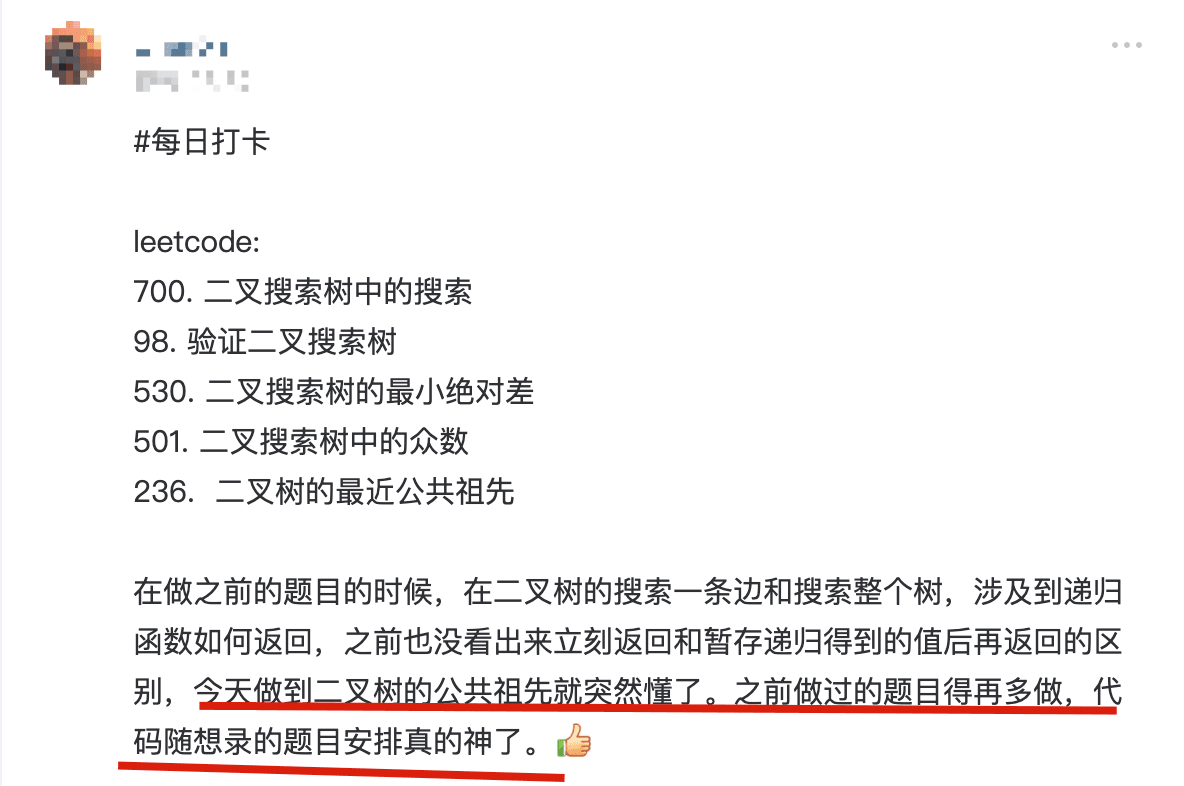 #每日打卡
leetcode:
700. 二叉搜索树中的搜索
98. 验证二叉搜索树
530. 二叉搜索树的最小绝对差
501. 二叉搜索树中的众数
236. 二叉树的最近公共祖先
在做之前的题目的时候，在二叉树的搜索一条边和搜索整个树，涉及到递归
函数如何返回，之前也没看出来立刻返回和暂存递归得到的值后再返回的区
别，今天做到二叉树的公共祖先就突然懂了。之前做过的题目得再多做，代
码随想录的题目安排真的神了。👍